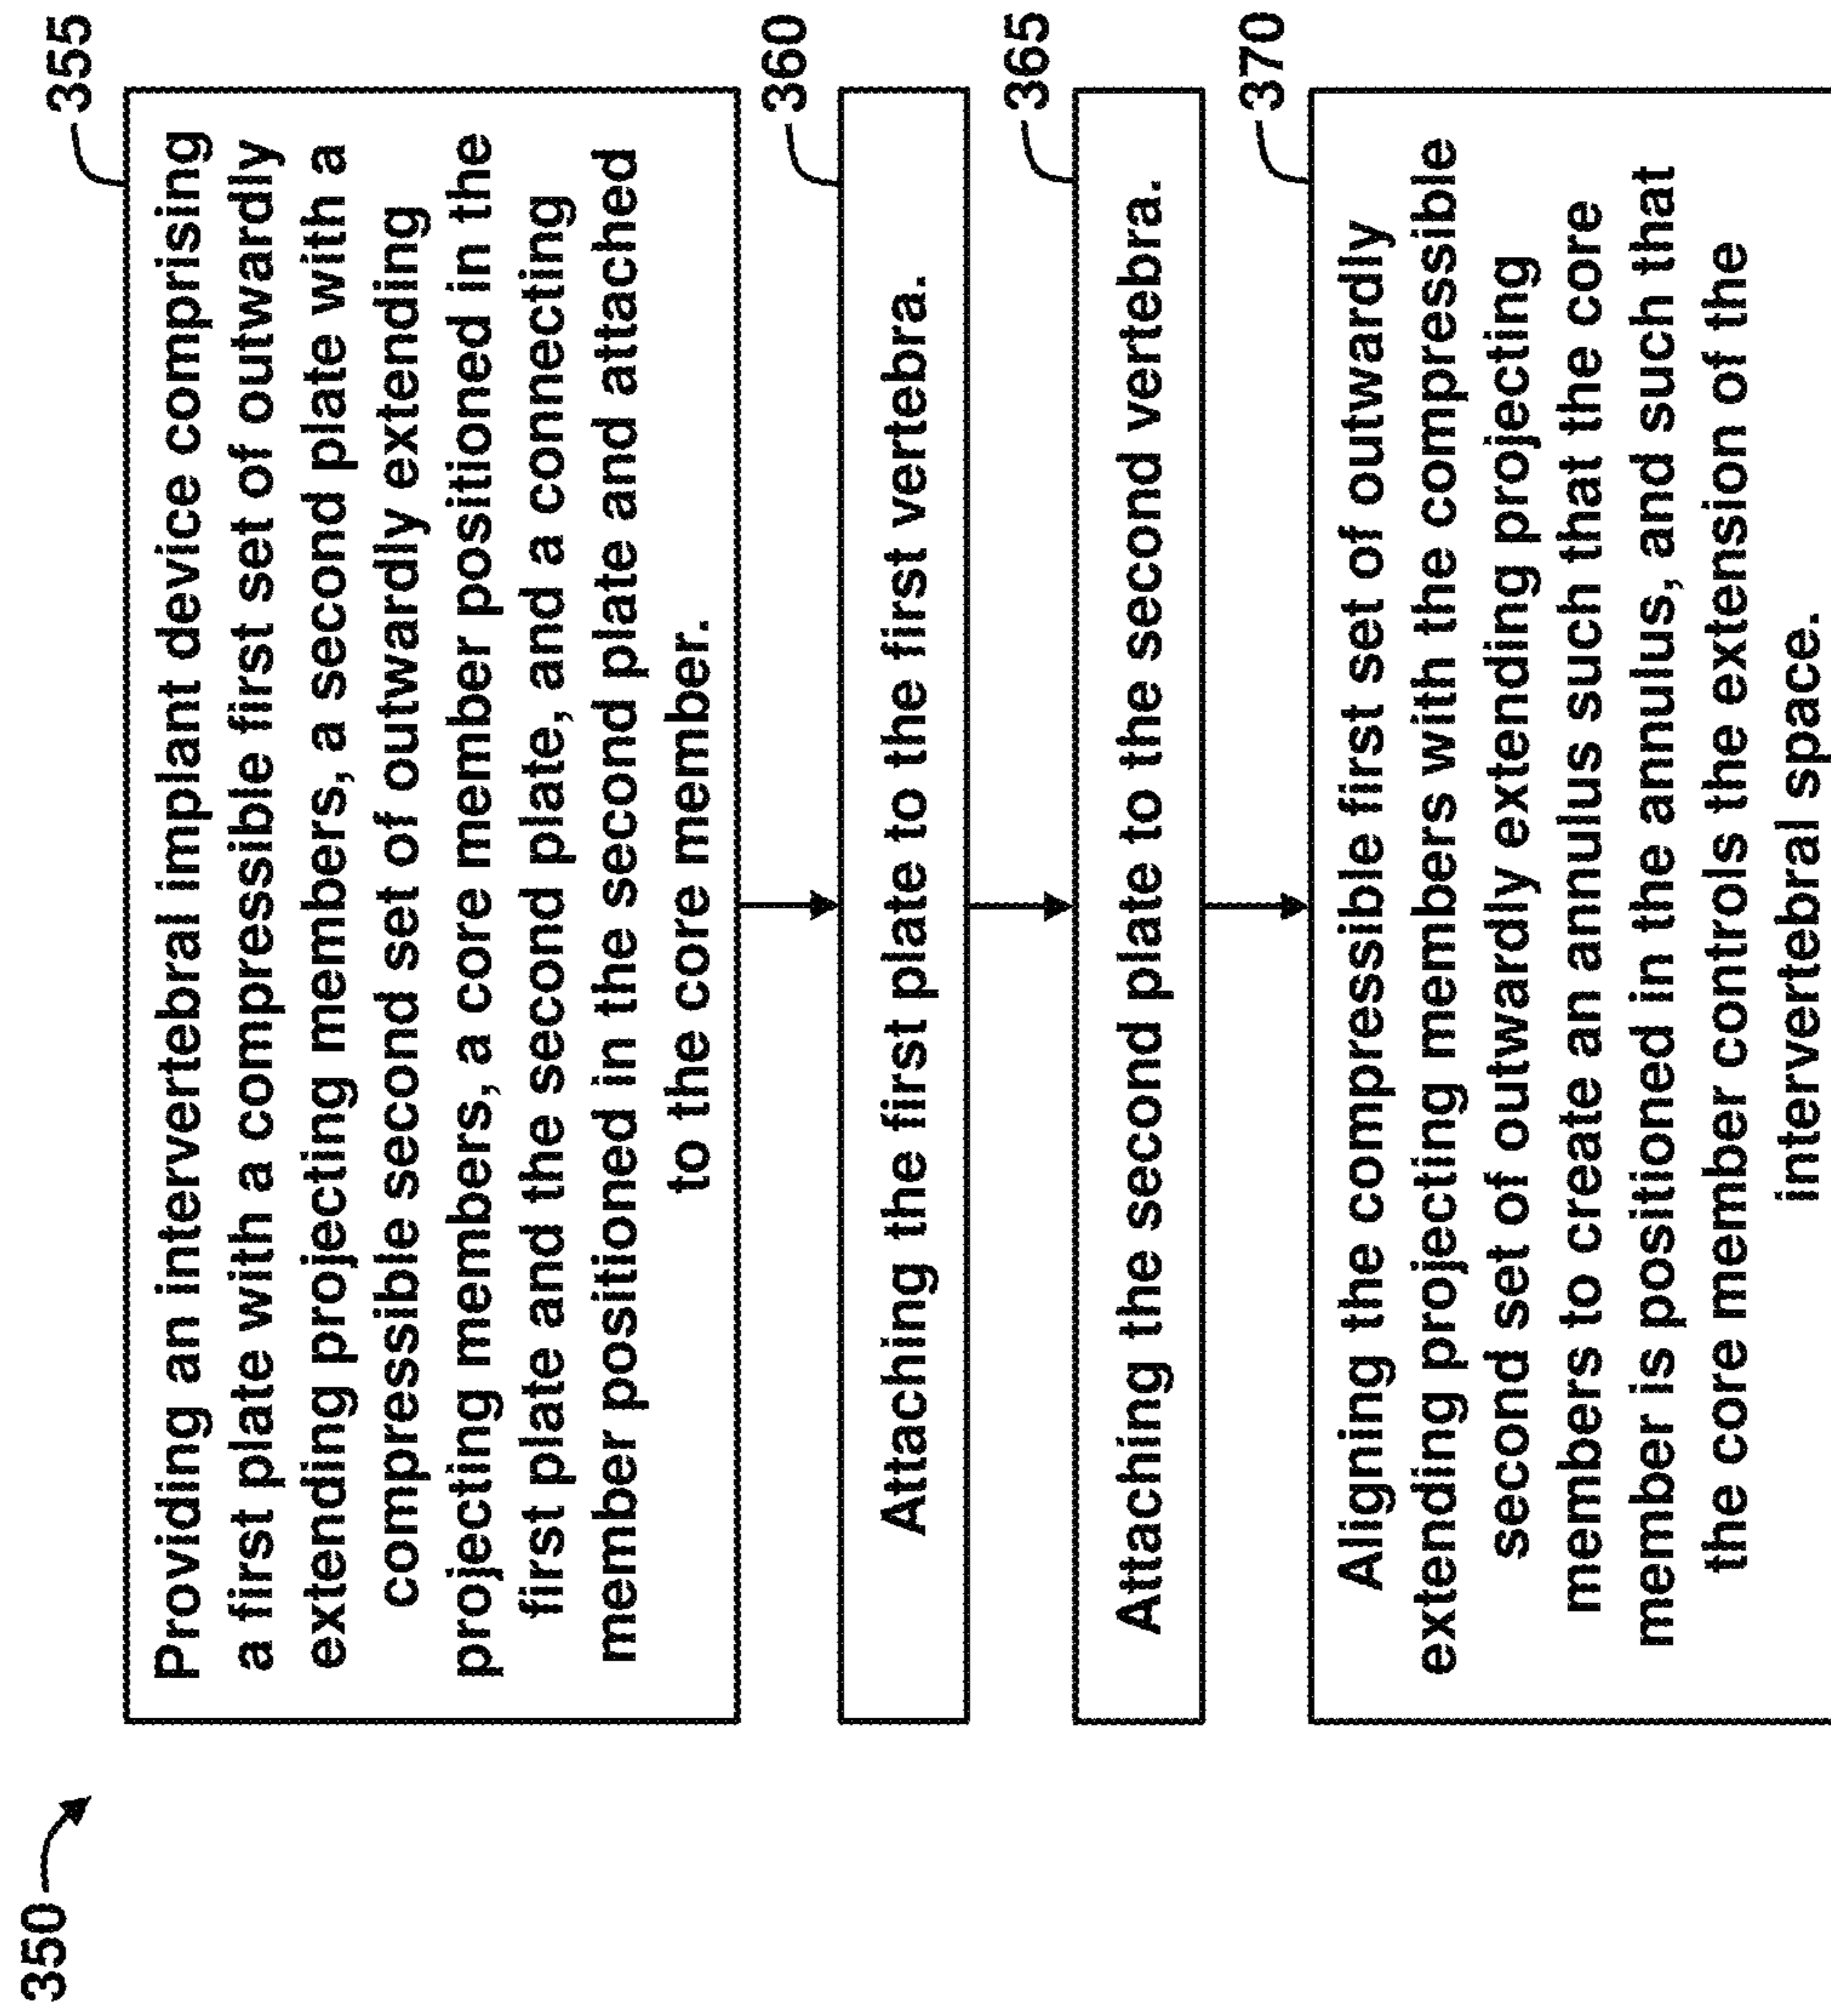 350
355
Providing an intervertebral implant device comprising
a first plate with a compressible first set of outwardly
extending projecting members, a second plate with a
compressible second set of outwardly extending
projecting members, a core member positioned in the
first plate and the second plate, and a connecting
member positioned in the second plate and attached
to the core member.
360
Attaching the first plate to the first vertebra.
365
Attaching the second plate to the second vertebra.
370
Aligning the compressible first set of outwardly
extending projecting members with the compressible
second set of outwardly extending projecting
members to create an annulus such that the core
member is positioned in the annulus, and such that
the core member controls the extension of the
intervertebral space.